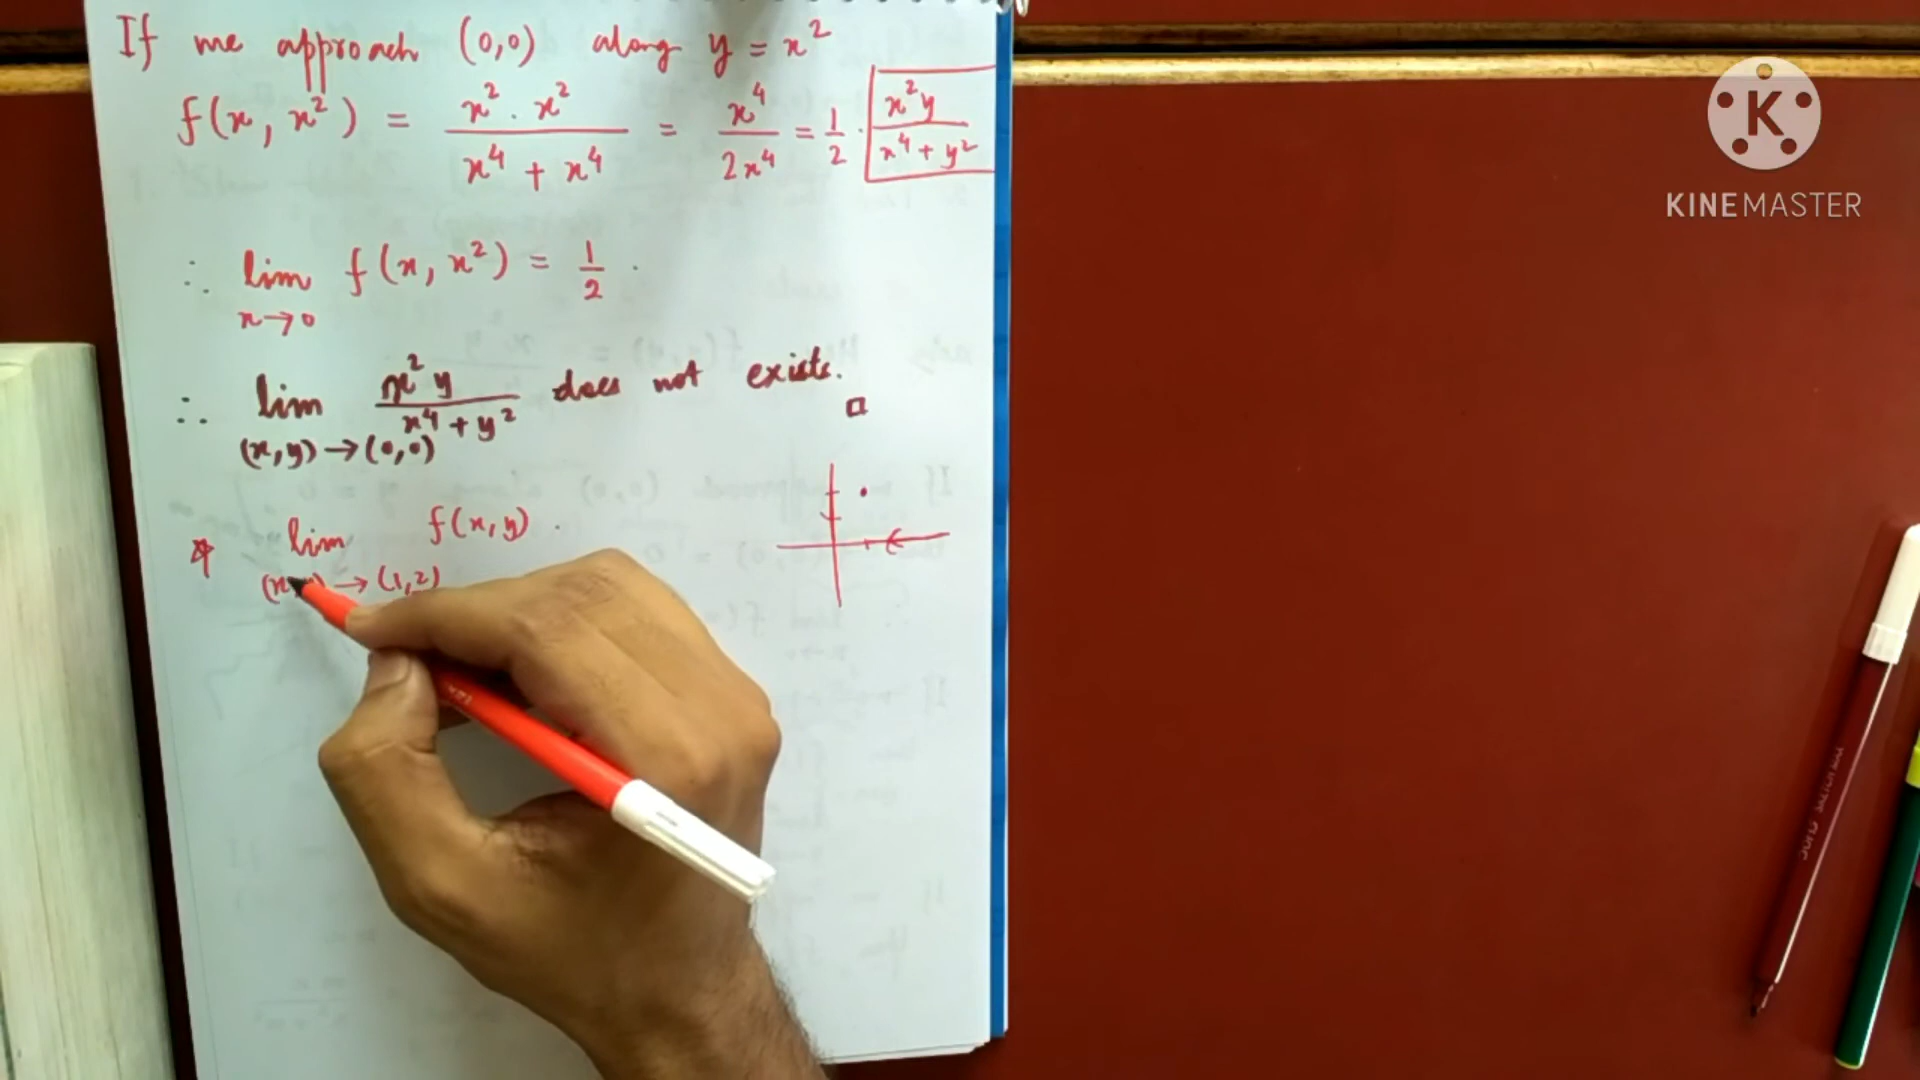 If we approach (0,0) along y = x²
f(x, x²) = x² . x² / x⁴ + x⁴ = x⁴ / 2x⁴ = 1/2 . x²y / x⁴ + y²
∴ lim x→0 f(x, x²) = 1/2 .
∴ lim (x,y)→(0,0) x²y / x⁴ + y² does not exists.
lim f(x,y) .
→ (1,2)
KINEMASTER